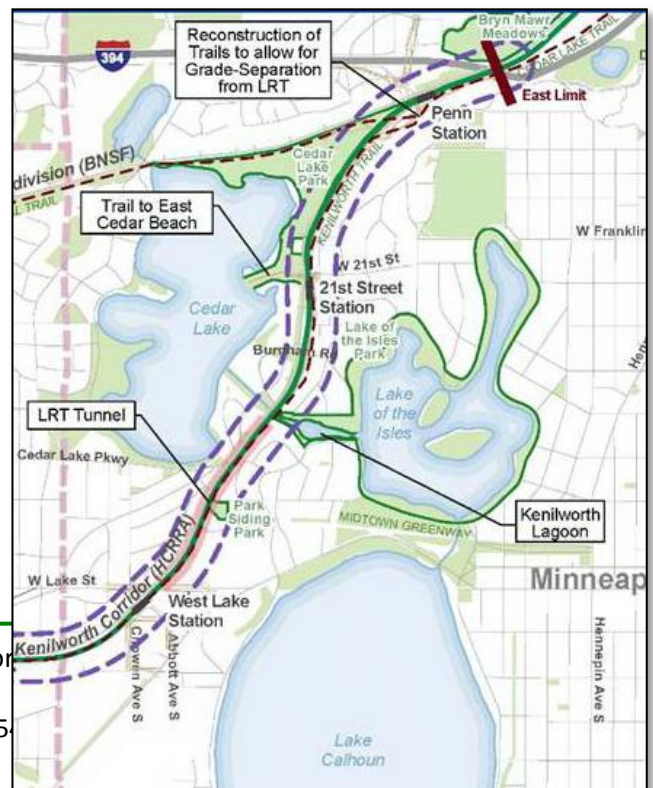 Bryn Mawr
Meadows
CEDAR LAKE TRAIL
394
Reconstruction of
Trails to allow for
Grade-Separation
from LRT
East Limit
Penn
Station
division (BNSF)
L TRAIL
Cedar
Lake
Park
KENILWORTH TRAIL
Trail to East
Cedar Beach
W Franklin
W 21st St
21st Street
Station
Cedar
Lake
Lake of
the Isles
Park
Burnham Rd
Lake
of the
Isles
LRT Tunnel
Cedar Lake Pkwy
Park
Siding
Park
MIDTOWN GREENWAY
Kenilworth
Lagoon
W Lake St
Minneap
West Lake
Station
Kenilworth Corridor (HCRRA)
Chowen Ave S
Abbott Ave S
Hennepin Ave S
Lake
Calhoun